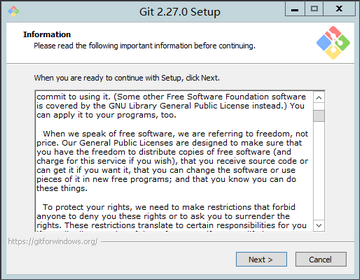 Git 2.27.0 Setup
Information
Please read the following important information before continuing.
When you are ready to continue with Setup, click Next.
commit to using it. (Some other Free Software Foundation software
is covered by the GNU Library General Public License instead.) You
can apply it to your programs, too.
When we speak of free software, we are referring to freedom, not
price. Our General Public Licenses are designed to make sure that
you have the freedom to distribute copies of free software (and
charge for this service if you wish), that you receive source code or
can get it if you want it, that you can change the software or use
pieces of it in new free programs; and that you know you can do
these things.
To protect your rights, we need to make restrictions that forbid
anyone to deny you these rights or to ask you to surrender the
rights. These restrictions translate to certain responsibilities for you
https://gitforwindows.org/
Next >
Cancel